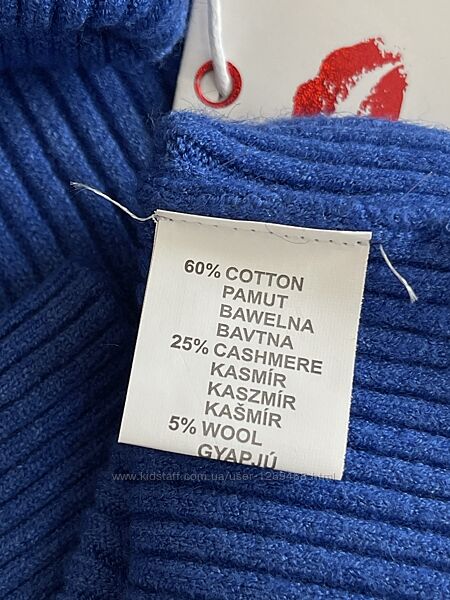 60% COTTON
PAMUT
BAWELNA
BAVTNA
25% CASHMERE
KASMÍR
KASZMÍR
KAŠMÍR
5% WOOL
GYAPJÚ